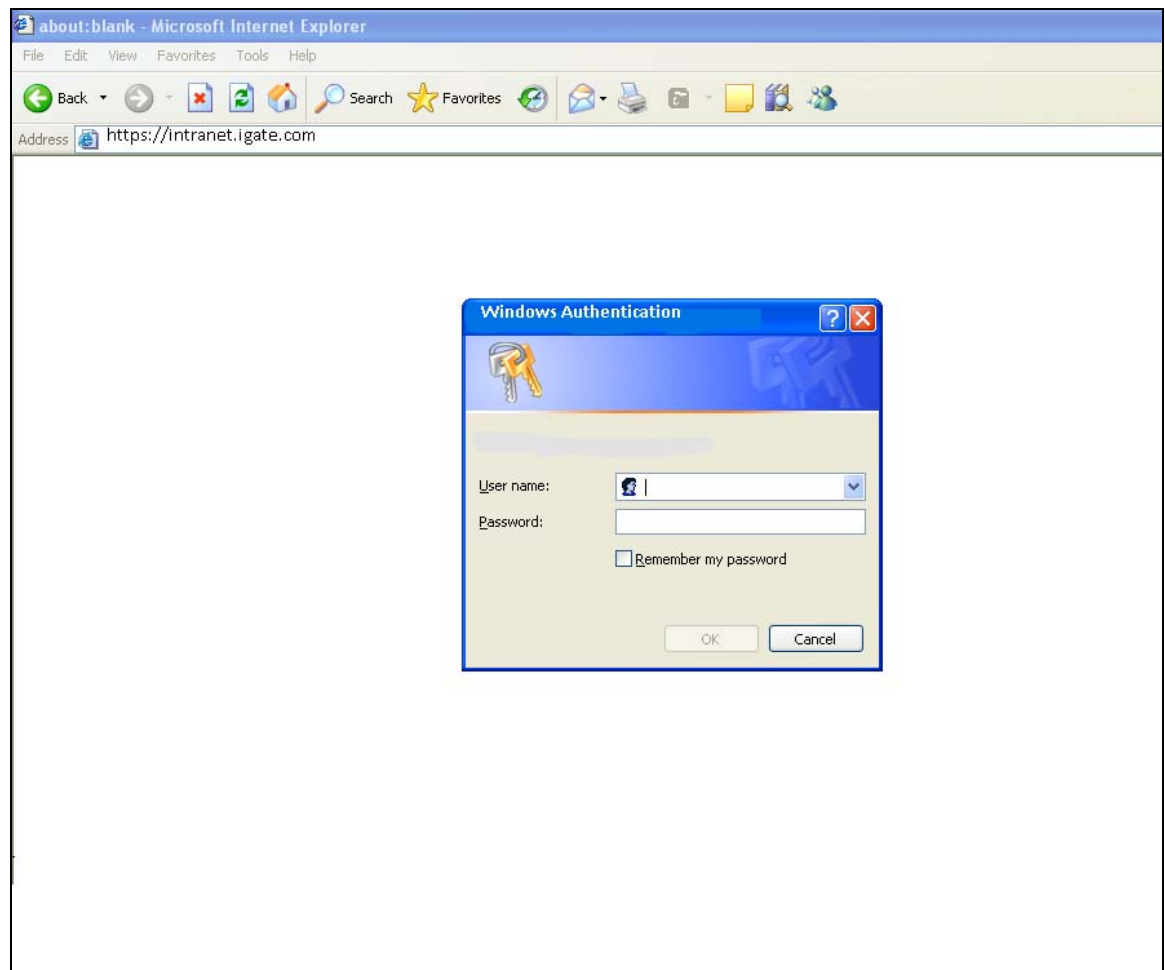 about:blank - Microsoft Internet Explorer
File Edit View Favorites Tools Help
Back Search Favorites
Address https://intranet.igate.com
Windows Authentication
User name:
Password:
Remember my password
OK Cancel